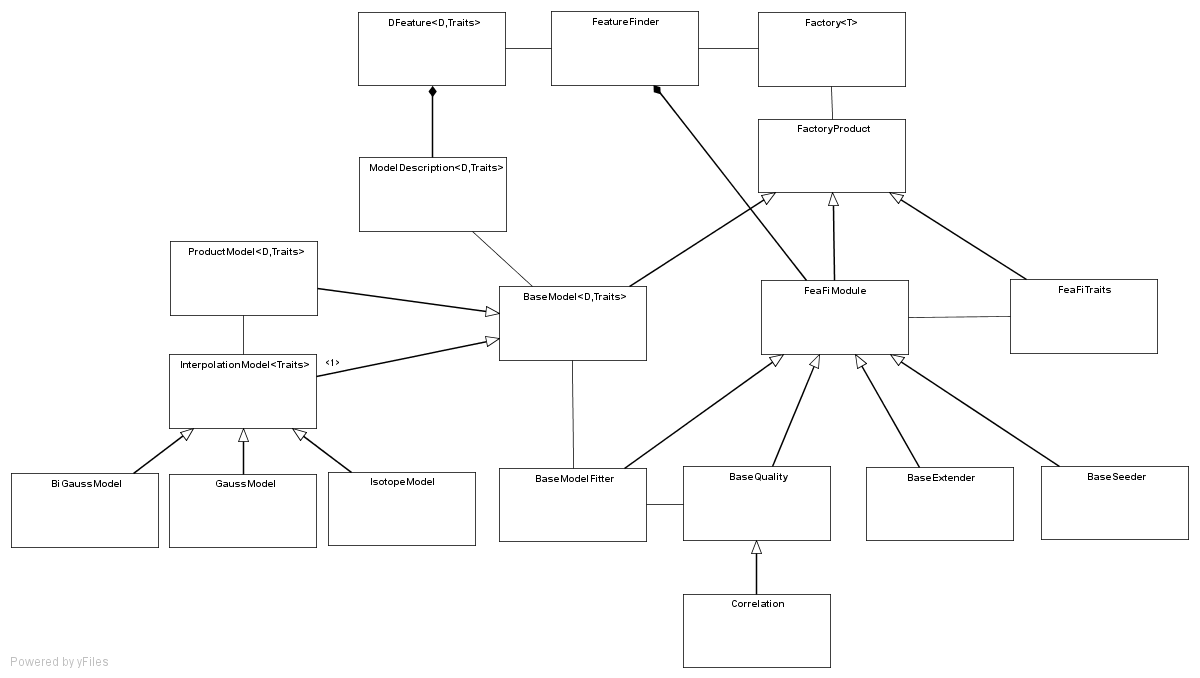 DFeature<D,Traits>
FeatureFinder
Factory<T>
FactoryProduct
ModelDescription<D,Traits>
ProductModel<D,Traits>
BaseModel<D,Traits>
FeaFiModule
FeaFiTraits
InterpolationModel<Traits>
<1>
BiGaussModel
GaussModel
IsotopeModel
BaseModelFitter
BaseQuality
BaseExtender
BaseSeeder
Correlation
Powered by yFiles